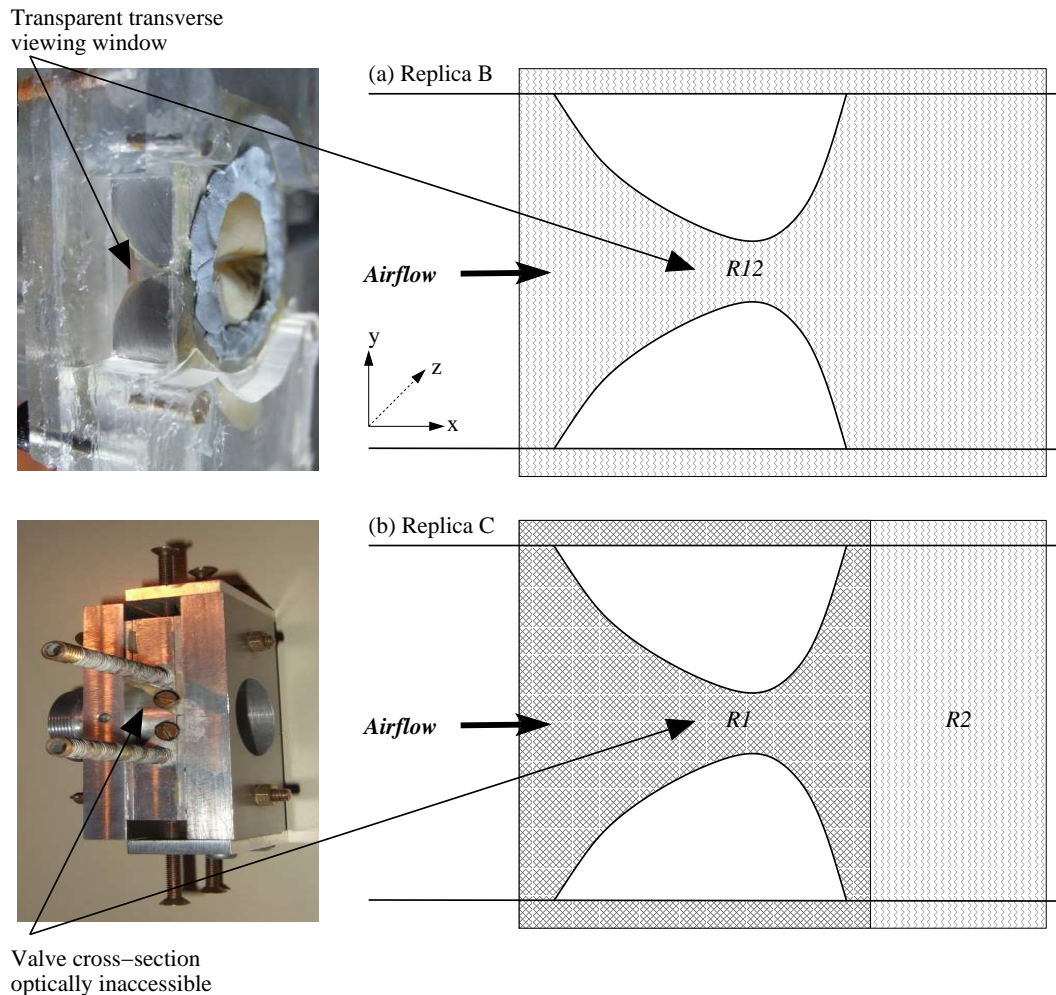 Transparent transverse
viewing window
(a) Replica B
R12
Airflow
y
z
x
(b) Replica C
R1
R2
Airflow
Valve cross−section
optically inaccessible